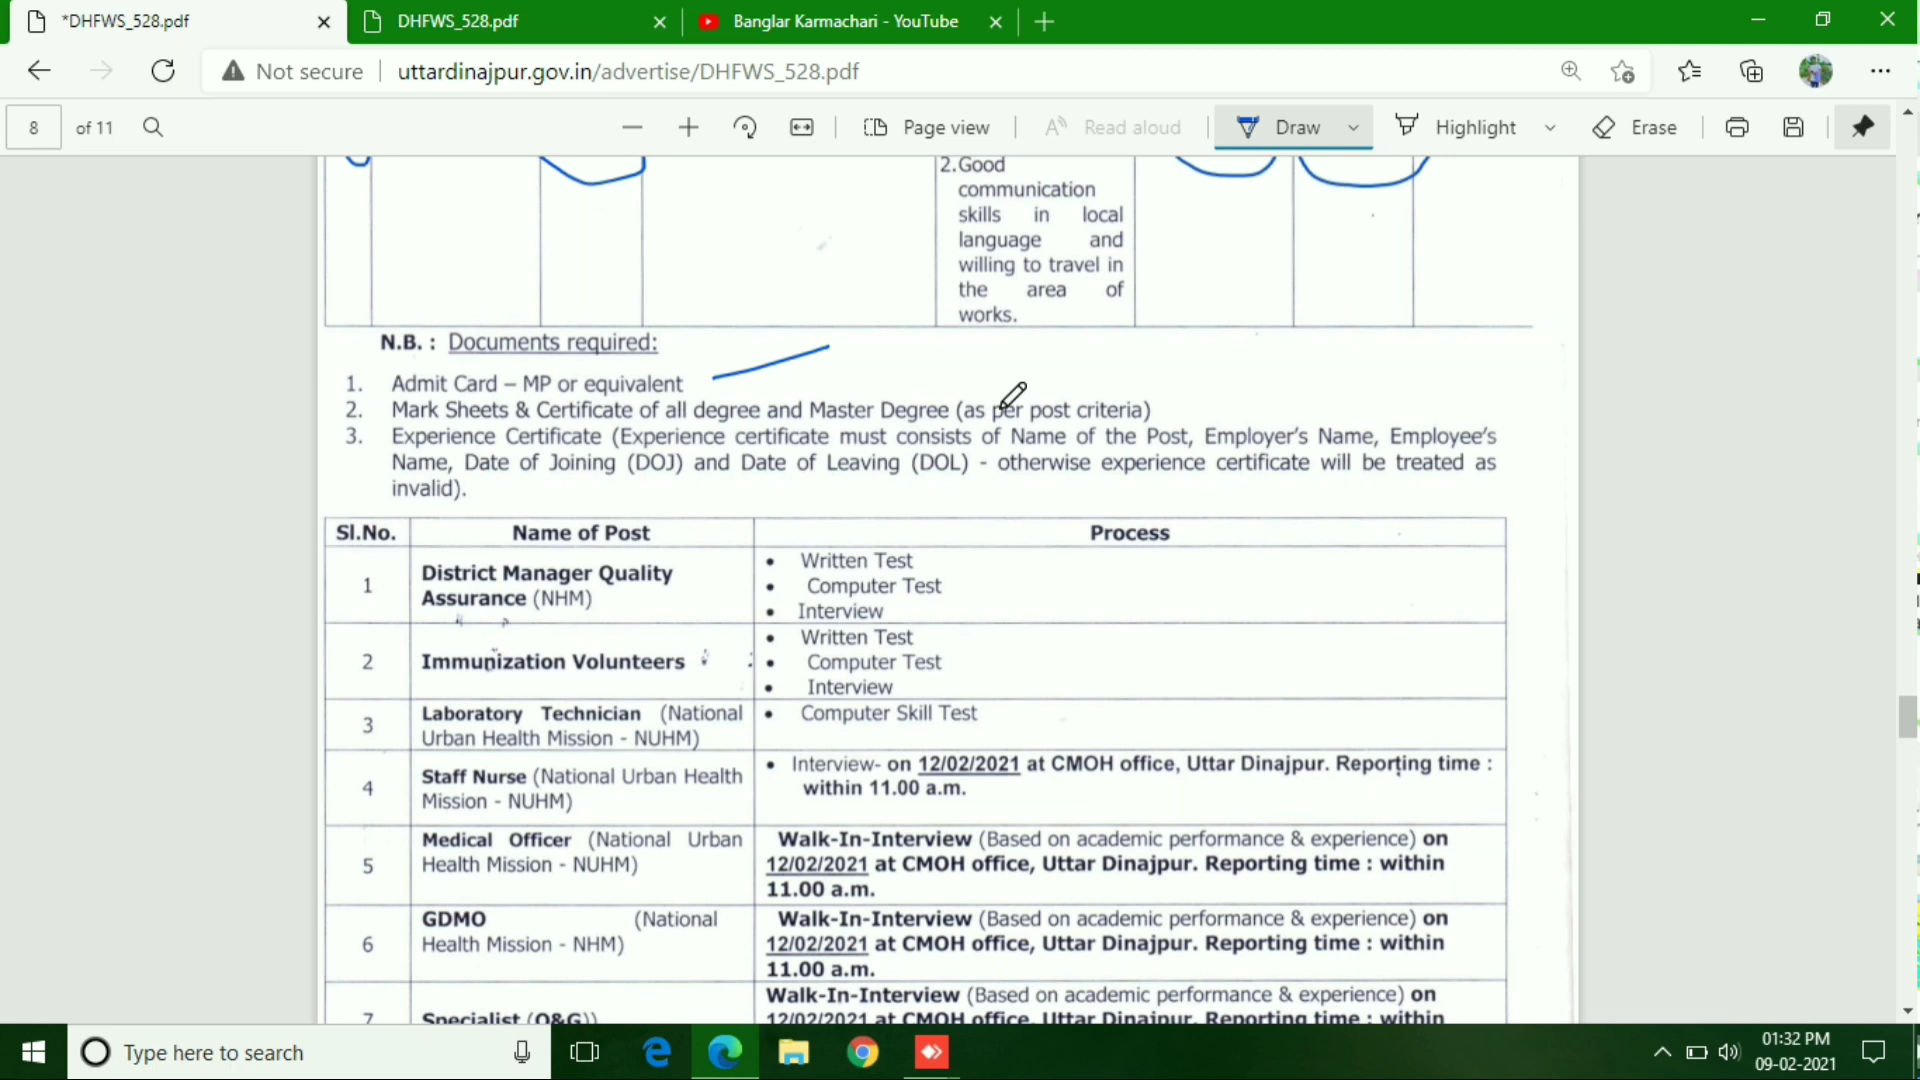 *DHFWS_528.pdf
DHFWS_528.pdf
Banglar Karmachari - YouTube
Not secure
uttardinajpur.gov.in/advertise/DHFWS_528.pdf
8 of 11
Page view
Read aloud
Draw
Highlight
Erase
2. Good
communication
skills in local
language and
willing to travel in
the area of
works.
N.B. : Documents required:
1. Admit Card – MP or equivalent
2. Mark Sheets & Certificate of all degree and Master Degree (as per post criteria)
3. Experience Certificate (Experience certificate must consists of Name of the Post, Employer's Name, Employee's
Name, Date of Joining (DOJ) and Date of Leaving (DOL) - otherwise experience certificate will be treated as
invalid).
Sl.No. Name of Post Process
1 District Manager Quality
Assurance (NHM)
• Written Test
• Computer Test
• Interview
2 Immunization Volunteers
• Written Test
• Computer Test
• Interview
3 Laboratory Technician (National
Urban Health Mission - NUHM)
• Computer Skill Test
4 Staff Nurse (National Urban Health
Mission - NUHM)
• Interview- on 12/02/2021 at CMOH office, Uttar Dinajpur. Reporting time :
within 11.00 a.m.
5 Medical Officer (National Urban
Health Mission - NUHM)
Walk-In-Interview (Based on academic performance & experience) on
12/02/2021 at CMOH office, Uttar Dinajpur. Reporting time : within
11.00 a.m.
6 GDMO (National
Health Mission - NHM)
Walk-In-Interview (Based on academic performance & experience) on
12/02/2021 at CMOH office, Uttar Dinajpur. Reporting time : within
11.00 a.m.
7 Specialist (O&G))
Walk-In-Interview (Based on academic performance & experience) on
12/02/2021 at CMOH office, Uttar Dinajpur. Reporting time : within
Type here to search
01:32 PM
09-02-2021